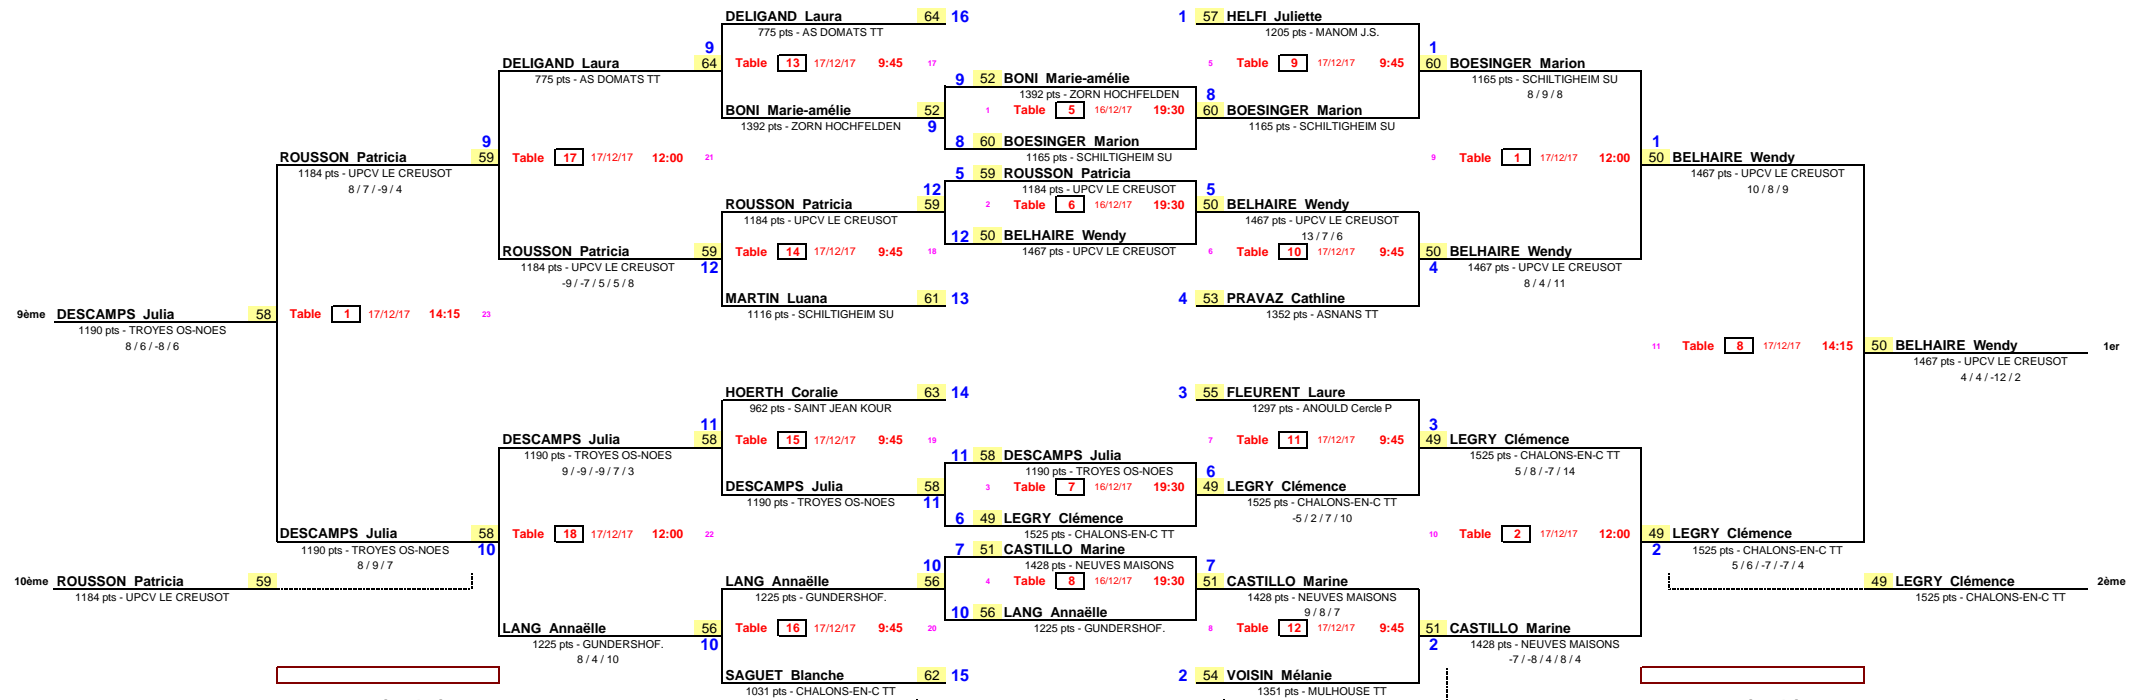 DELIGAND Laura 64 16 1 57 HELFI Juliette
775 pts - AS DOMATS TT 1205 pts - MANOM J.S.
9 1
DELIGAND Laura 64 Table 13 17/12/17 9:45 17 5 Table 9 17/12/17 9:45 60 BOESINGER Marion
775 pts - AS DOMATS TT 9 52 BONI Marie-amélie 1165 pts - SCHILTIGHEIM SU
1392 pts - ZORN HOCHFELDEN 8 8 / 9 / 8
BONI Marie-amélie 52 1 Table 5 16/12/17 19:30 60 BOESINGER Marion
1392 pts - ZORN HOCHFELDEN 9 1165 pts - SCHILTIGHEIM SU
9 8 60 BOESINGER Marion 1
ROUSSON Patricia 59 Table 17 17/12/17 12:00 21 1165 pts - SCHILTIGHEIM SU 9 Table 1 17/12/17 12:00 50 BELHAIRE Wendy
1184 pts - UPCV LE CREUSOT 5 59 ROUSSON Patricia 1467 pts - UPCV LE CREUSOT
8 / 7 / -9 / 4 12 1184 pts - UPCV LE CREUSOT 5 10 / 8 / 9
ROUSSON Patricia 59 2 Table 6 16/12/17 19:30 50 BELHAIRE Wendy
1184 pts - UPCV LE CREUSOT 1467 pts - UPCV LE CREUSOT
12 50 BELHAIRE Wendy 13 / 7 / 6
ROUSSON Patricia 59 Table 14 17/12/17 9:45 18 1467 pts - UPCV LE CREUSOT 6 Table 10 17/12/17 9:45 50 BELHAIRE Wendy
1184 pts - UPCV LE CREUSOT 12 4 1467 pts - UPCV LE CREUSOT
-9 / -7 / 5 / 5 / 8 8 / 4 / 11
MARTIN Luana 61 13 4 53 PRAVAZ Cathline
9ème DESCAMPS Julia 58 Table 1 17/12/17 14:15 23 1116 pts - SCHILTIGHEIM SU 1352 pts - ASNANS TT
1190 pts - TROYES OS-NOES
8 / 6 / -8 / 6 11 Table 8 17/12/17 14:15 50 BELHAIRE Wendy 1er
1467 pts - UPCV LE CREUSOT
4 / 4 / -12 / 2
HOERTH Coralie 63 14 3 55 FLEURENT Laure
962 pts - SAINT JEAN KOUR 1297 pts - ANOULD Cercle P
11 3
DESCAMPS Julia 58 Table 15 17/12/17 9:45 19 7 Table 11 17/12/17 9:45 49 LEGRY Clémence
1190 pts - TROYES OS-NOES 11 58 DESCAMPS Julia 1525 pts - CHALONS-EN-C TT
9 / -9 / -9 / 7 / 3 1190 pts - TROYES OS-NOES 6 5 / 8 / -7 / 14
DESCAMPS Julia 58 3 Table 7 16/12/17 19:30 49 LEGRY Clémence
1190 pts - TROYES OS-NOES 11 1525 pts - CHALONS-EN-C TT
6 49 LEGRY Clémence -5 / 2 / 7 / 10
DESCAMPS Julia 58 Table 18 17/12/17 12:00 22 1525 pts - CHALONS-EN-C TT 10 Table 2 17/12/17 12:00 49 LEGRY Clémence
1190 pts - TROYES OS-NOES 10 7 51 CASTILLO Marine 2 1525 pts - CHALONS-EN-C TT
8 / 9 / 7 10 1428 pts - NEUVES MAISONS 7 5 / 6 / -7 / -7 / 4
10ème ROUSSON Patricia 59 LANG Annaëlle 56 4 Table 8 16/12/17 19:30 51 CASTILLO Marine 49 LEGRY Clémence 2ème
1184 pts - UPCV LE CREUSOT 1225 pts - GUNDERSHOF. 1428 pts - NEUVES MAISONS 1525 pts - CHALONS-EN-C TT
10 56 LANG Annaëlle 9 / 8 / 7
LANG Annaëlle 56 Table 16 17/12/17 9:45 20 1225 pts - GUNDERSHOF. 8 Table 12 17/12/17 9:45 51 CASTILLO Marine
1225 pts - GUNDERSHOF. 10 2 1428 pts - NEUVES MAISONS
8 / 4 / 10 -7 / -8 / 4 / 8 / 4
SAGUET Blanche 62 15 2 54 VOISIN Mélanie
1031 pts - CHALONS-EN-C TT 1351 pts - MULHOUSE TT